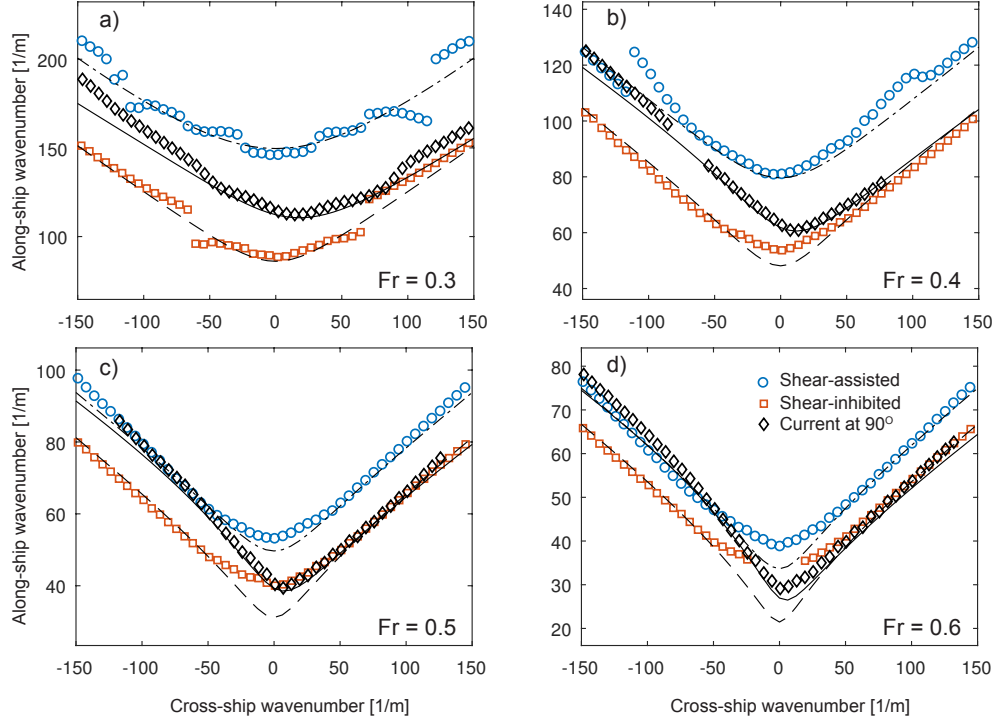 a)
Along-ship wavenumber [1/m]
200
150
100
Fr = 0.3
-150 -100 -50 0 50 100 150
b)
120
100
80
60
40
Fr = 0.4
-150 -100 -50 0 50 100 150
c)
Along-ship wavenumber [1/m]
100
80
60
40
Fr = 0.5
-150 -100 -50 0 50 100 150
Cross-ship wavenumber [1/m]
d)
80
70
60
50
40
30
20
Shear-assisted
Shear-inhibited
Current at 90⁰
Fr = 0.6
-150 -100 -50 0 50 100 150
Cross-ship wavenumber [1/m]